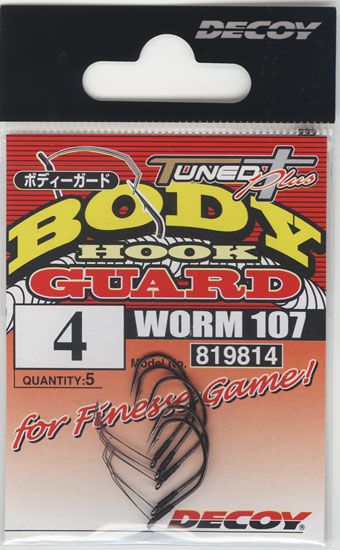 DECOY
TUNED Plus
ボディーガード
BODY
HOOK
GUARD
4
WORM 107
Model No. 819814
QUANTITY:5
for Finesse Game!
DECOY